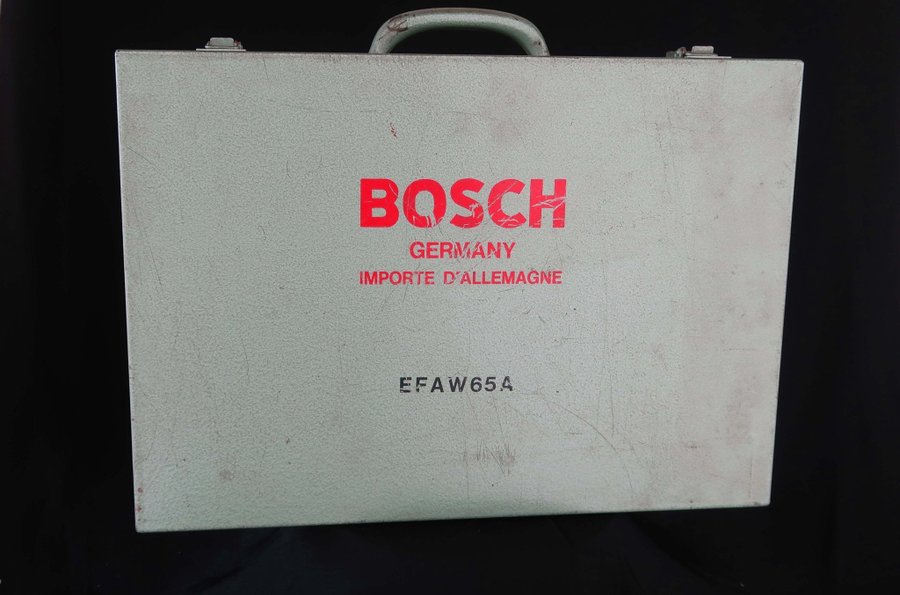 BOSCH
GERMANY
IMPORTE D'ALLEMAGNE
EFAW65A